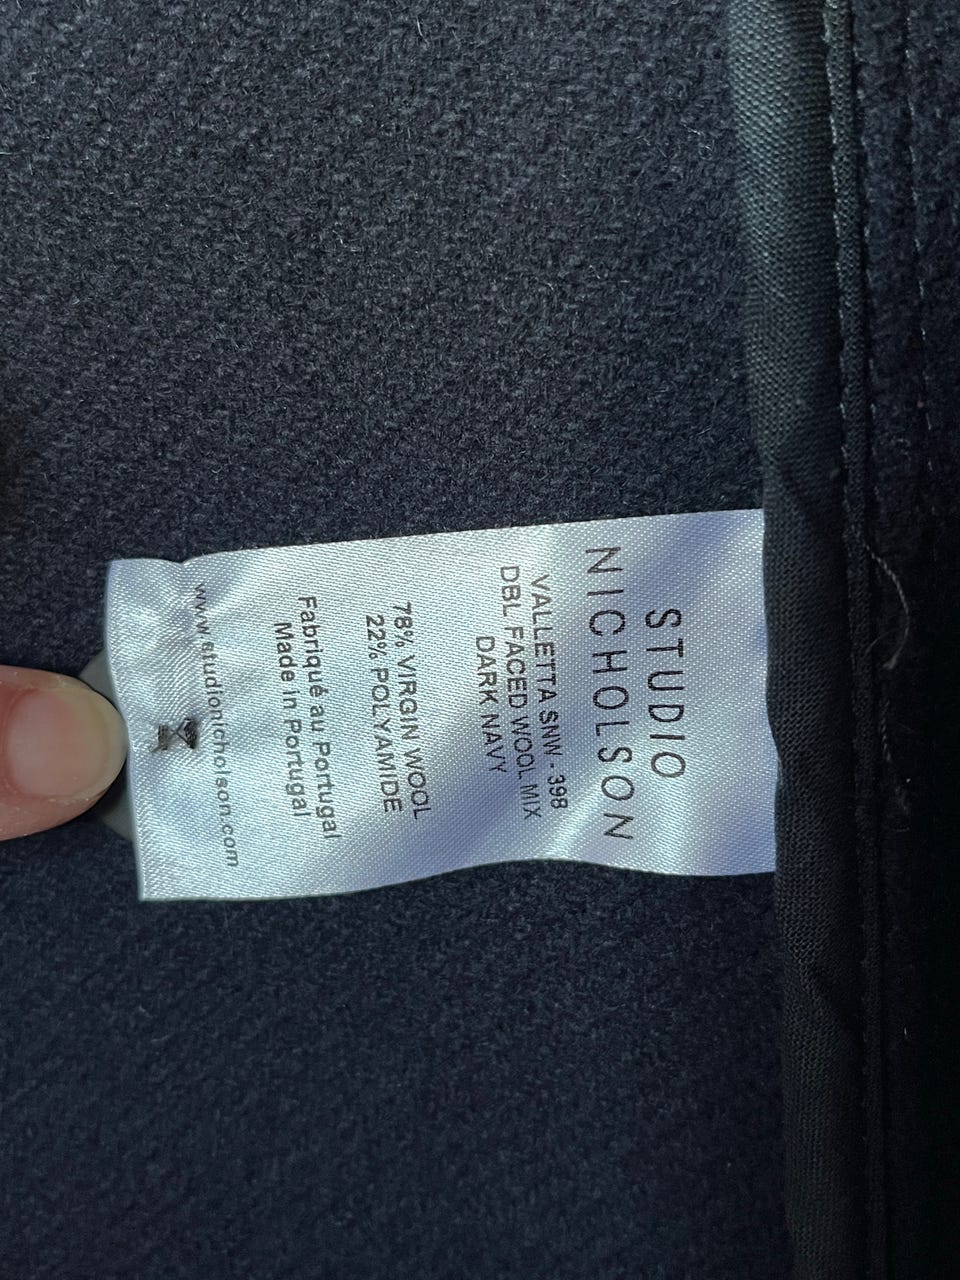 STUDIO
NICHOLSON
VALLETTA SNW - 398
DBL FACED WOOL MIX
DARK NAVY
78% VIRGIN WOOL
22% POLYAMIDE
Fabriqué au Portugal
Made in Portugal
www.studionicholson.com